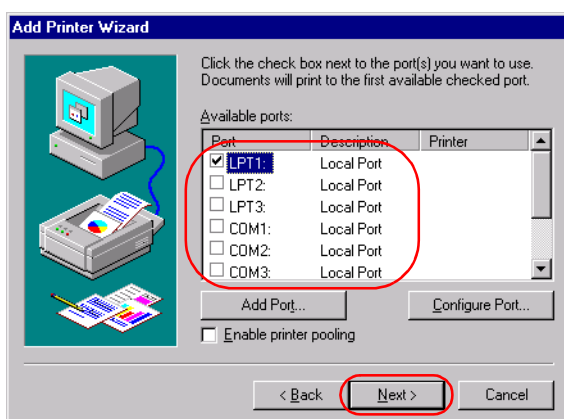 Add Printer Wizard
Click the check box next to the port(s) you want to use.
Documents will print to the first available checked port.
Available ports:
Port Description Printer
LPT1: Local Port
LPT2: Local Port
LPT3: Local Port
COM1: Local Port
COM2: Local Port
COM3: Local Port
Add Port... Configure Port...
Enable printer pooling
< Back Next > Cancel